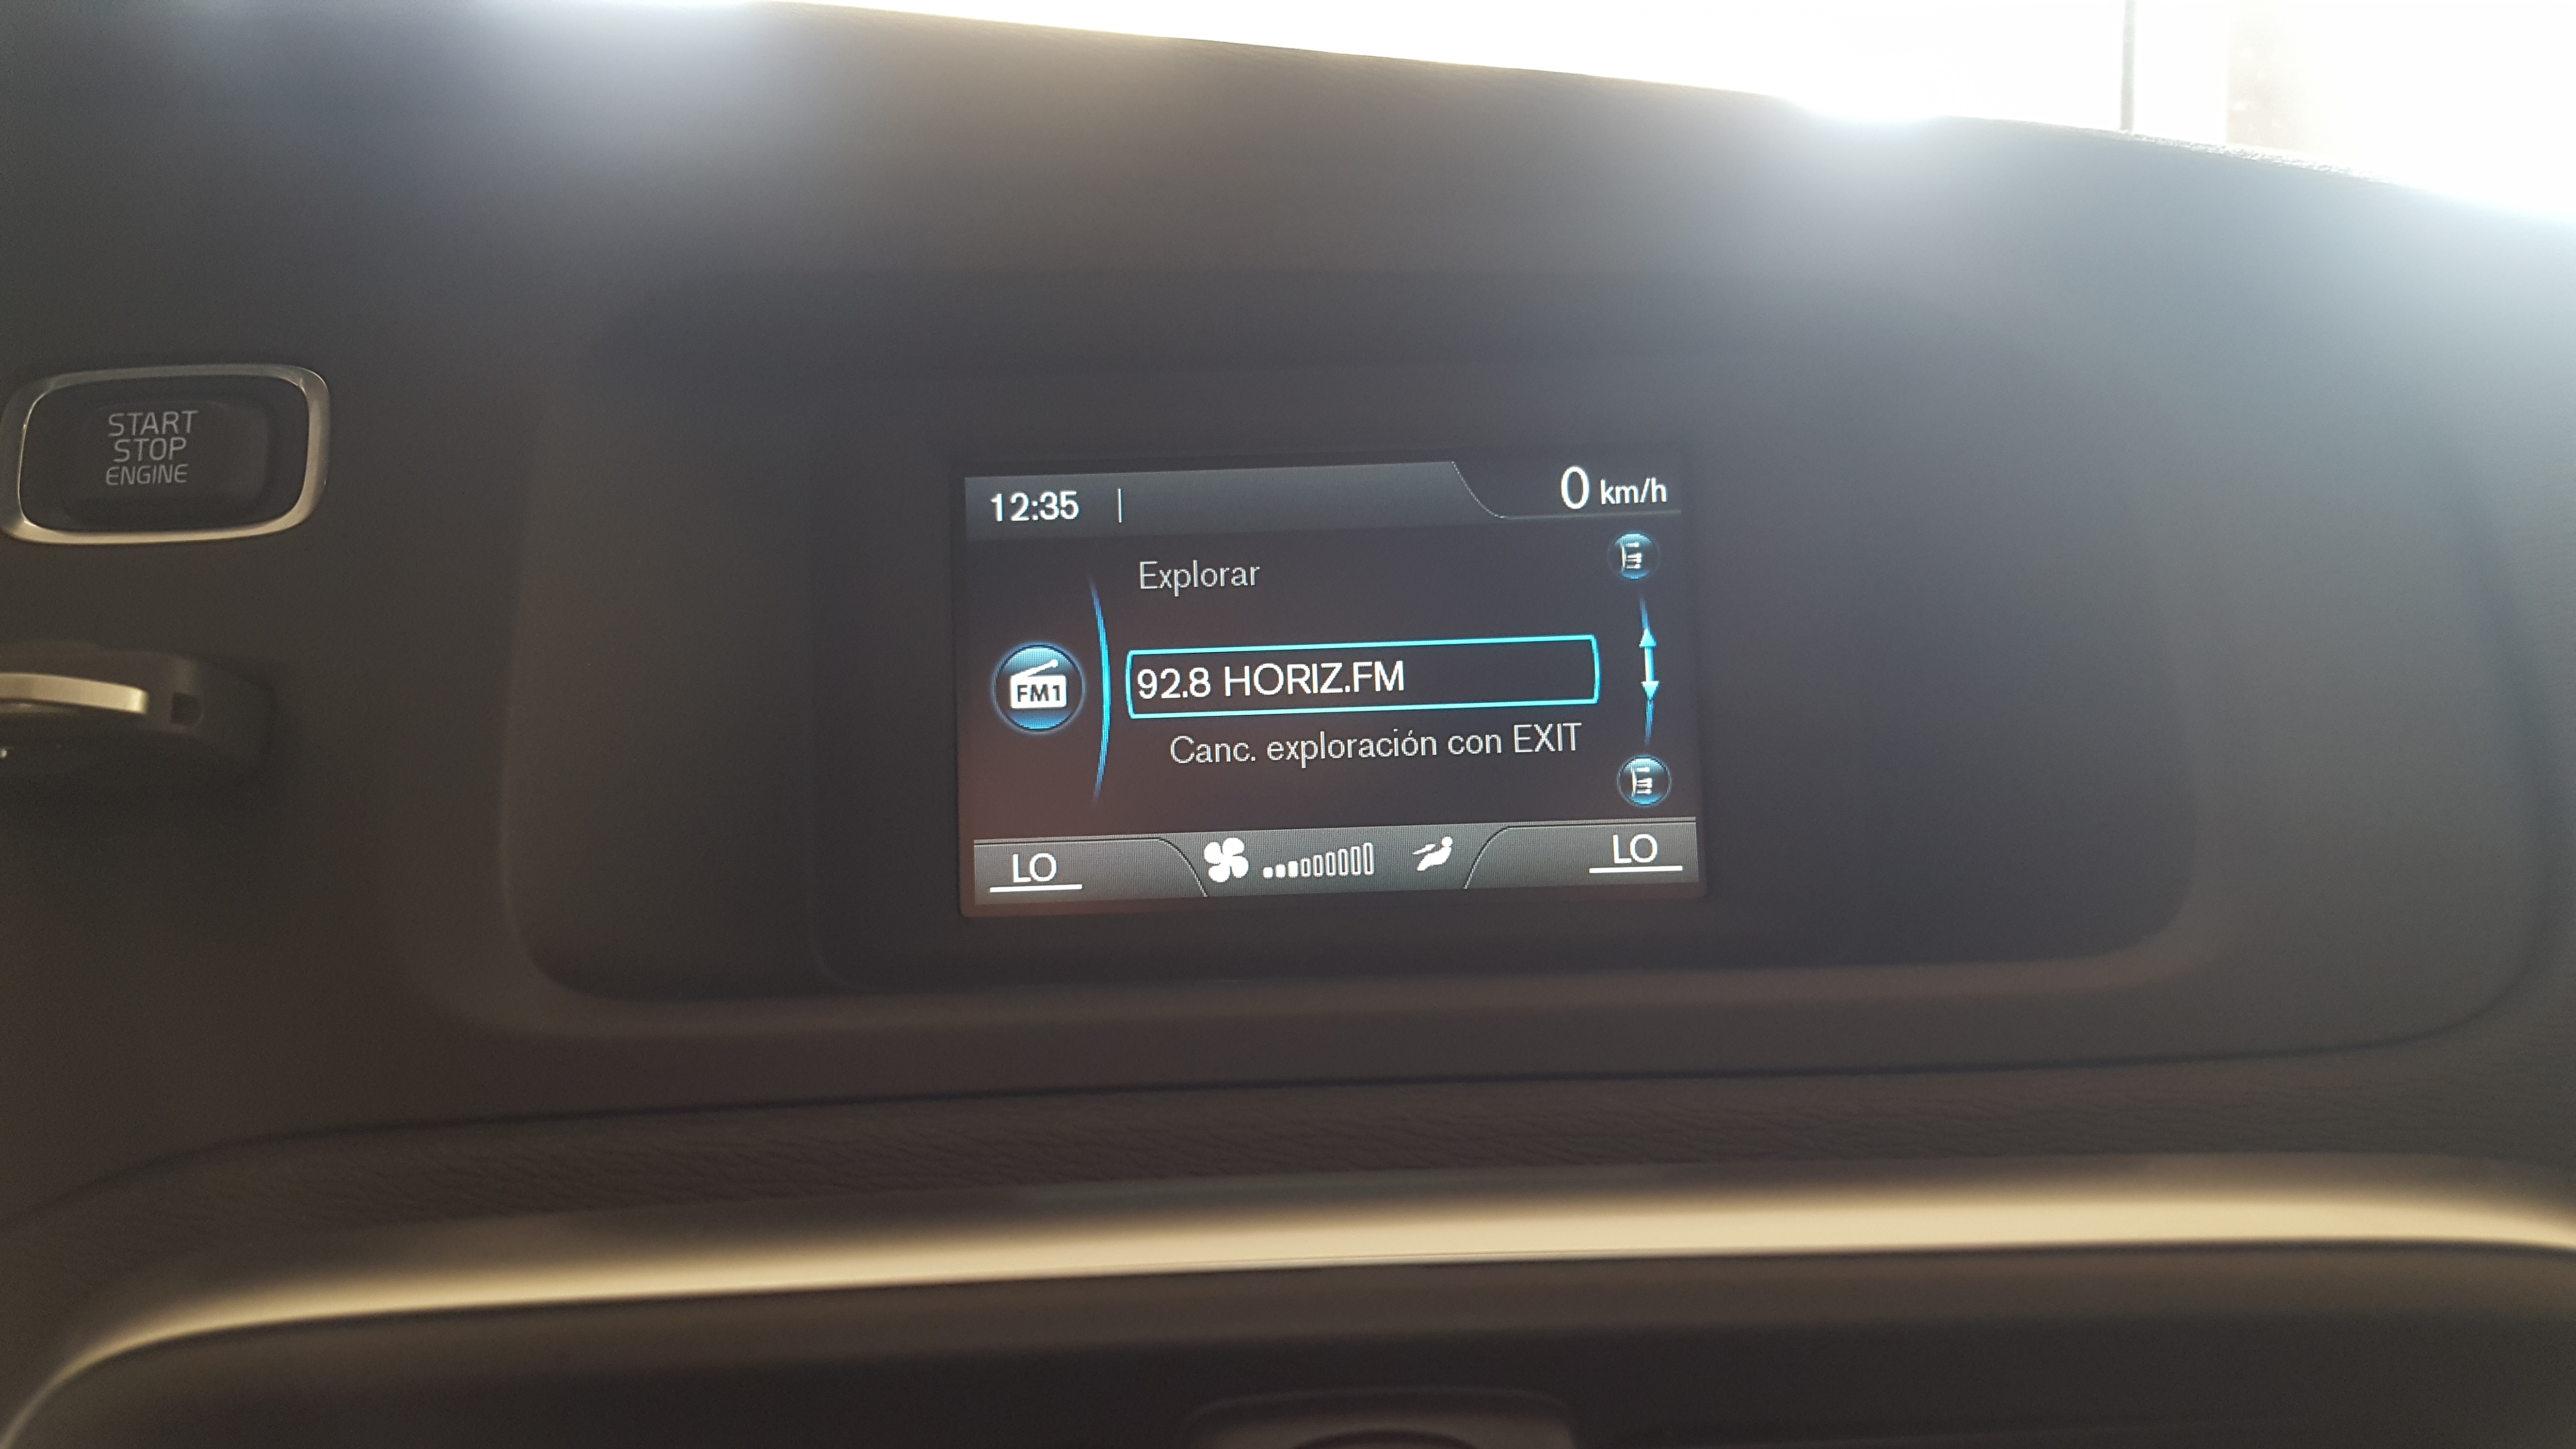 START
STOP
ENGINE
12:35
0 km/h
Explorar
FM1
92.8 HORIZ.FM
Canc. exploración con EXIT
LO
LO